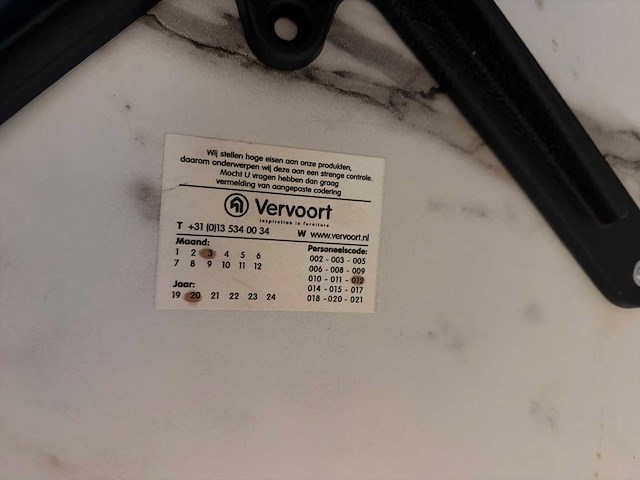 Wij stellen hoge eisen aan onze produkten,
daarom onderwerpen wij deze aan een strenge controle.
Mocht U vragen hebben dan graag
vermelding van aangepaste codering
Vervoort
inspiration in furniture
T +31 (0)13 534 00 34 W www.vervoort.nl
Maand:
1 2 3 4 5 6
7 8 9 10 11 12
Jaar:
19 20 21 22 23 24
Personeelscode:
002 - 003 - 005
006 - 008 - 009
010 - 011 - 012
014 - 015 - 017
018 - 020 - 021